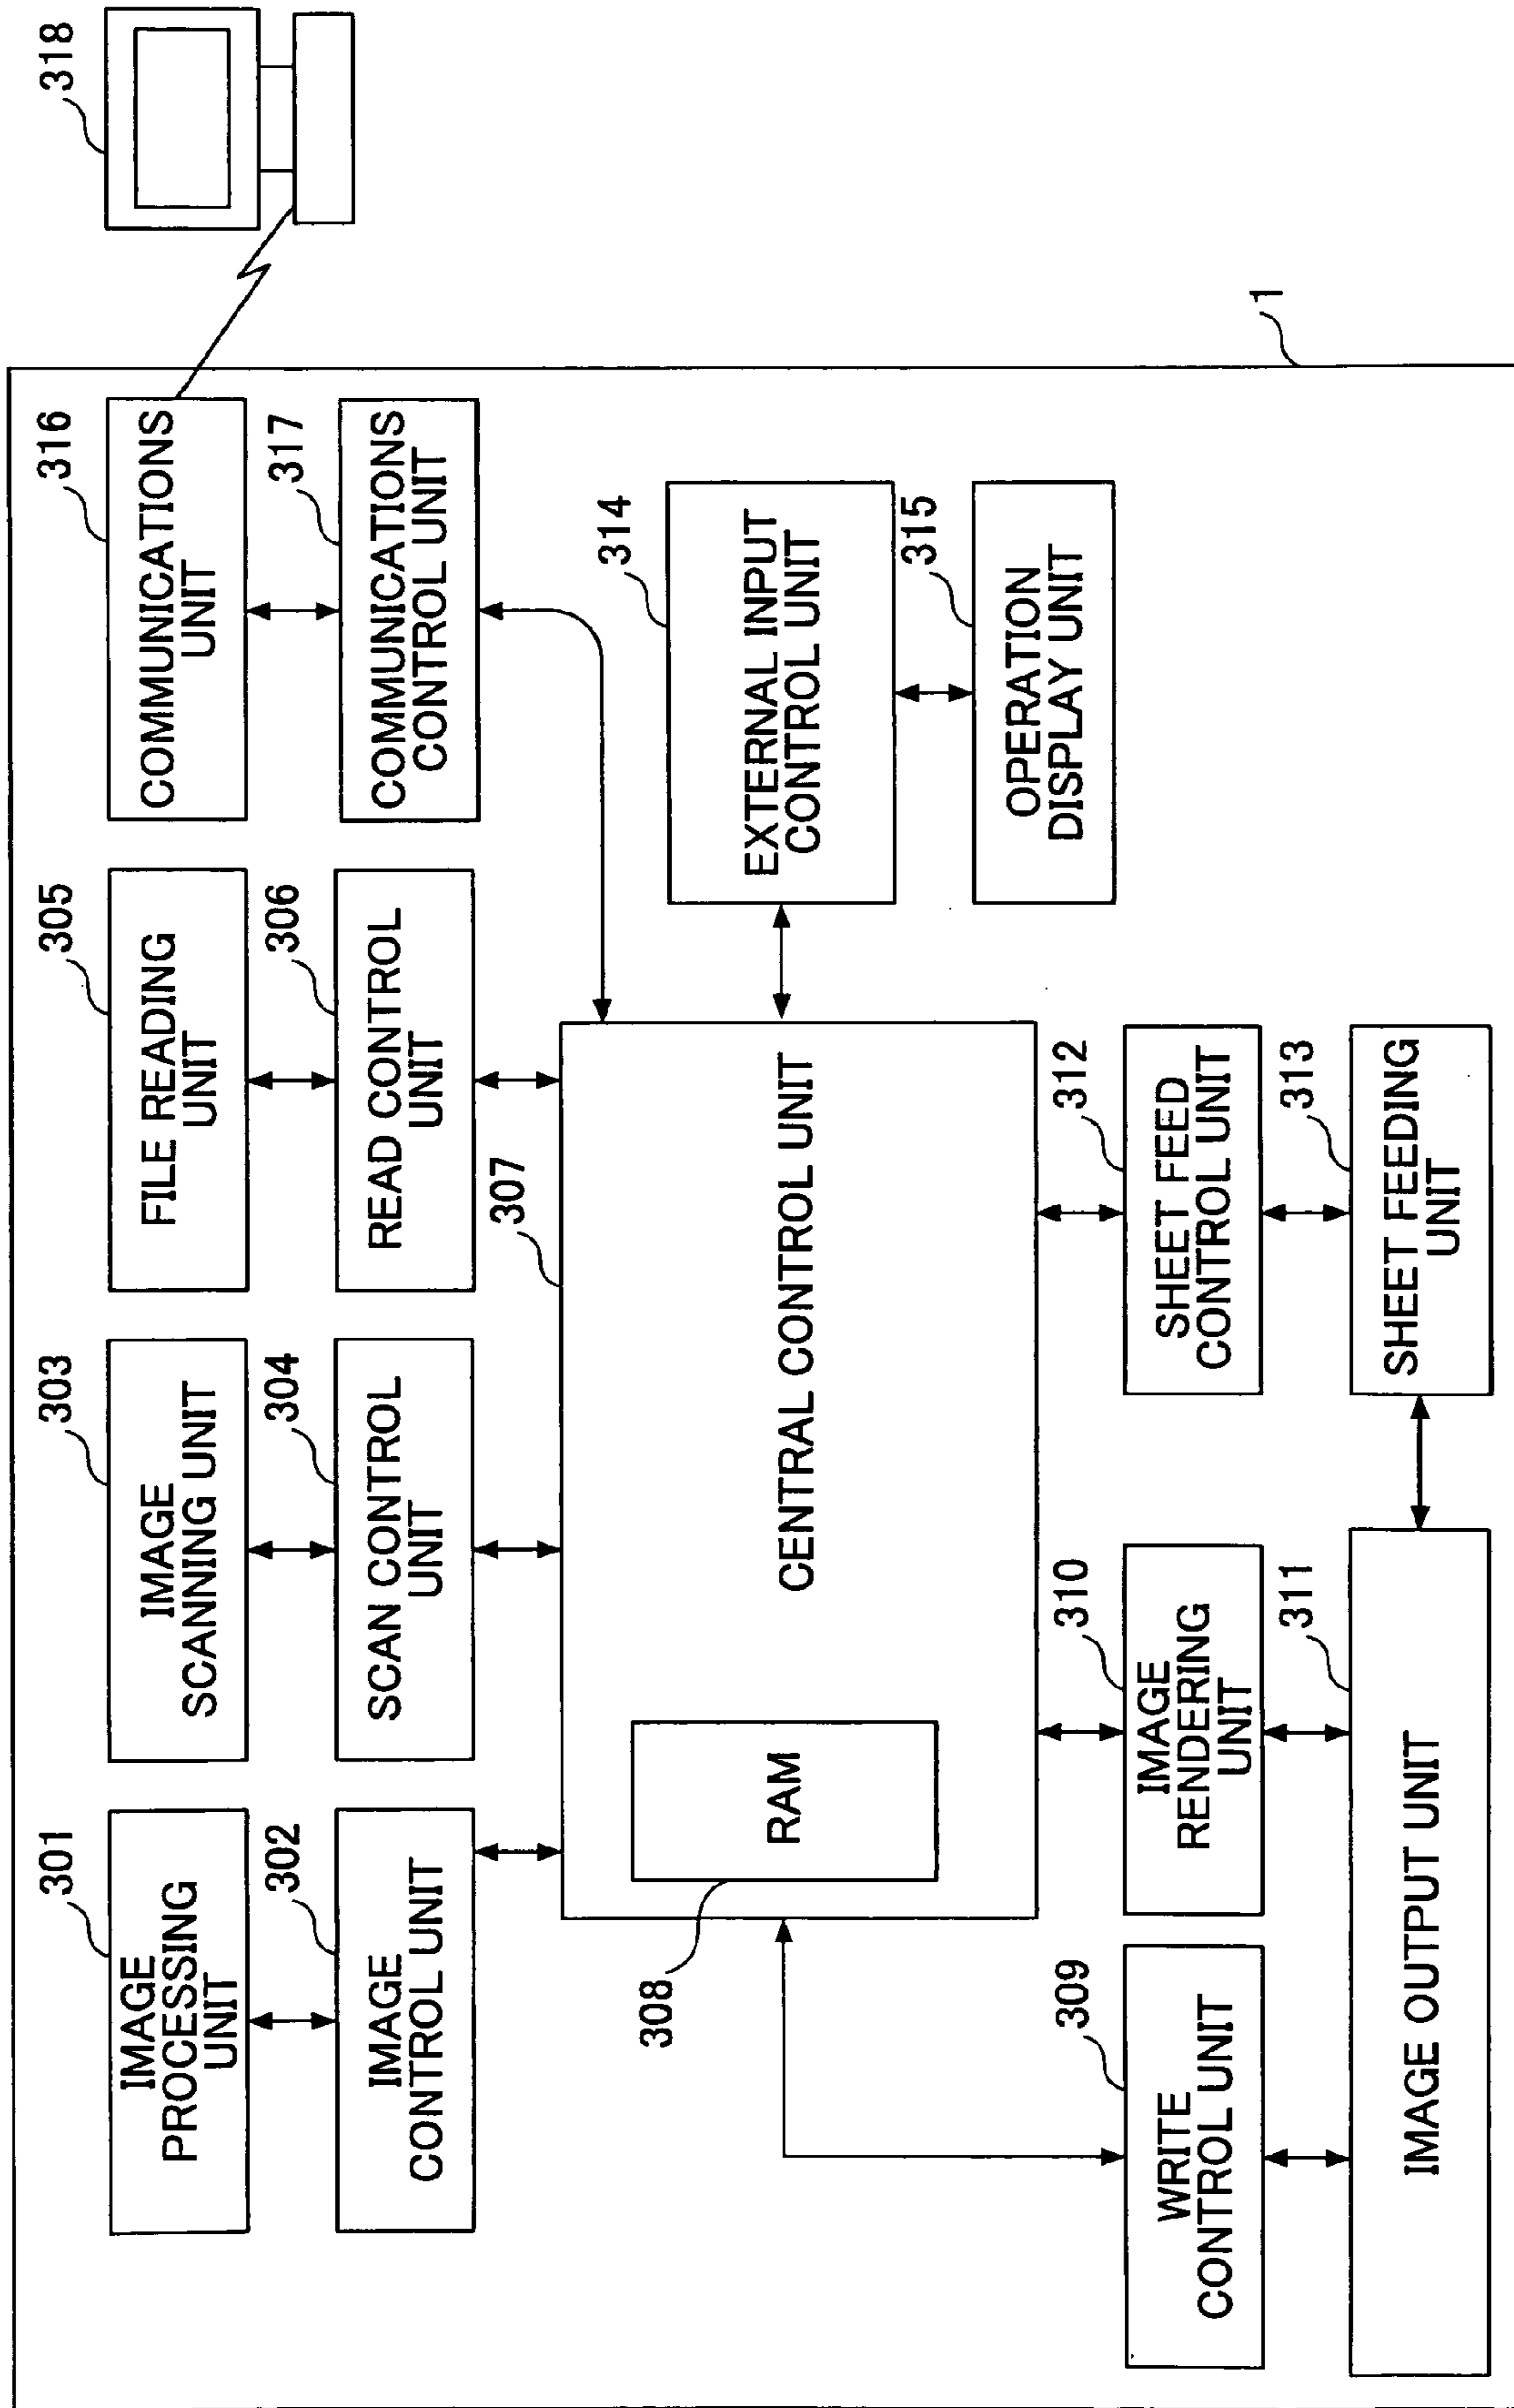 301
IMAGE
PROCESSING
UNIT
303
IMAGE
SCANNING UNIT
305
FILE READING
UNIT
316
COMMUNICATIONS
UNIT
318
302
IMAGE
CONTROL UNIT
304
SCAN CONTROL
UNIT
306
READ CONTROL
UNIT
317
COMMUNICATIONS
CONTROL UNIT
307
CENTRAL CONTROL UNIT
308
RAM
314
EXTERNAL INPUT
CONTROL UNIT
315
OPERATION
DISPLAY UNIT
309
WRITE
CONTROL UNIT
310
IMAGE
RENDERING
UNIT
312
SHEET FEED
CONTROL UNIT
1
311
IMAGE OUTPUT UNIT
313
SHEET FEEDING
UNIT